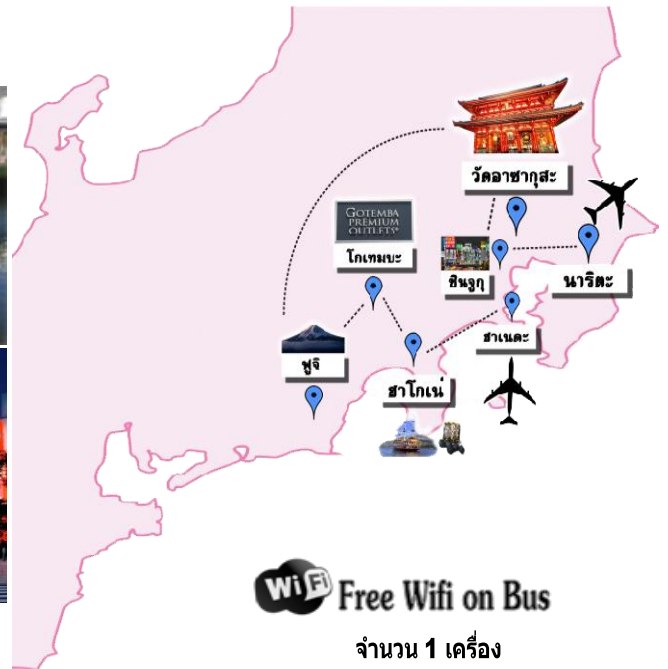 วัดอาซากุสะ
GOTEMBA
PREMIUM
OUTLETS®
โกเทมบะ
ชินจูกุ
นาริตะ
ฮาเนดะ
ฟูจิ
ฮาโกเน่
WiFi Free Wifi on Bus
จำนวน 1 เครื่อง